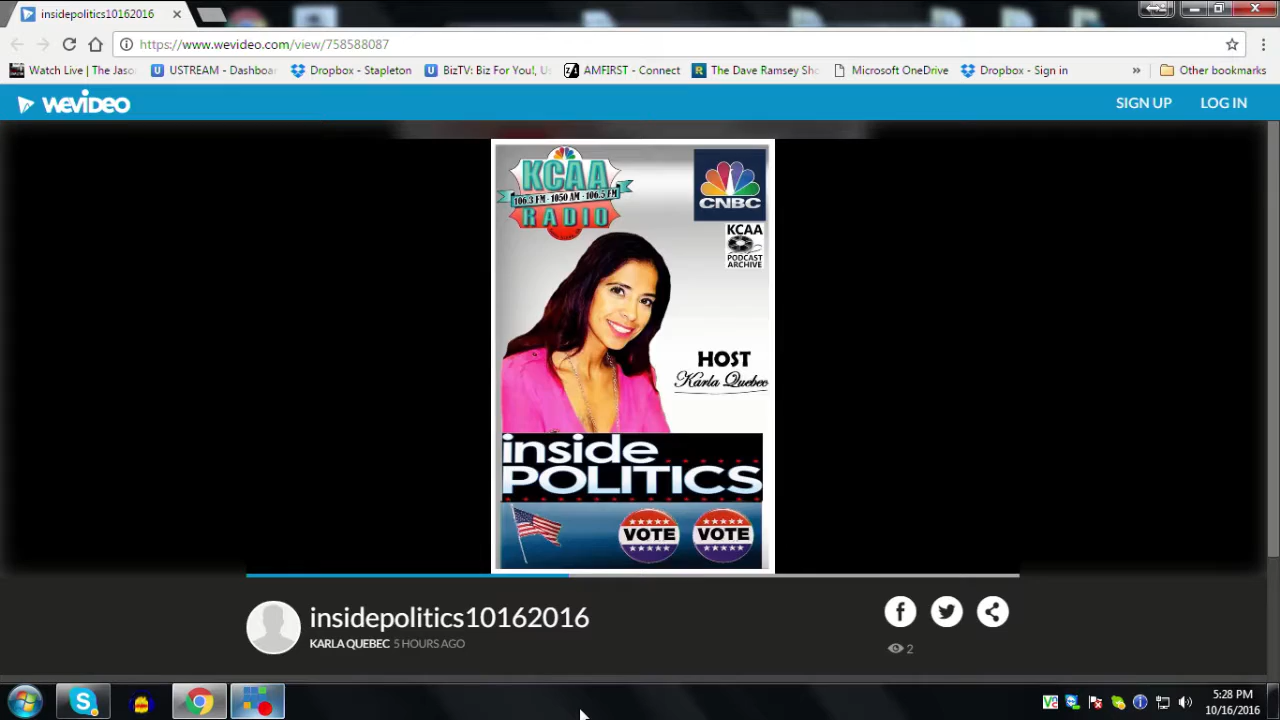 insidepolitics10162016
https://www.wevideo.com/view/758588087
Watch Live | The Jaso
USTREAM - Dashboa
Dropbox - Stapleton
BizTV: Biz For You!, Us
AMFIRST - Connect
The Dave Ramsey Sho
Microsoft OneDrive
Dropbox - Sign in
»
Other bookmarks
WEVIDEO
SIGN UP
LOG IN
KCAA
106.3 FM - 1050 AM - 106.5 FM
RADIO
CNBC
KCAA
PODCAST
ARCHIVE
HOST
Karla Quebec
inside
POLITICS
VOTE
VOTE
insidepolitics10162016
KARLA QUEBEC 5 HOURS AGO
2
5:28 PM
10/16/2016